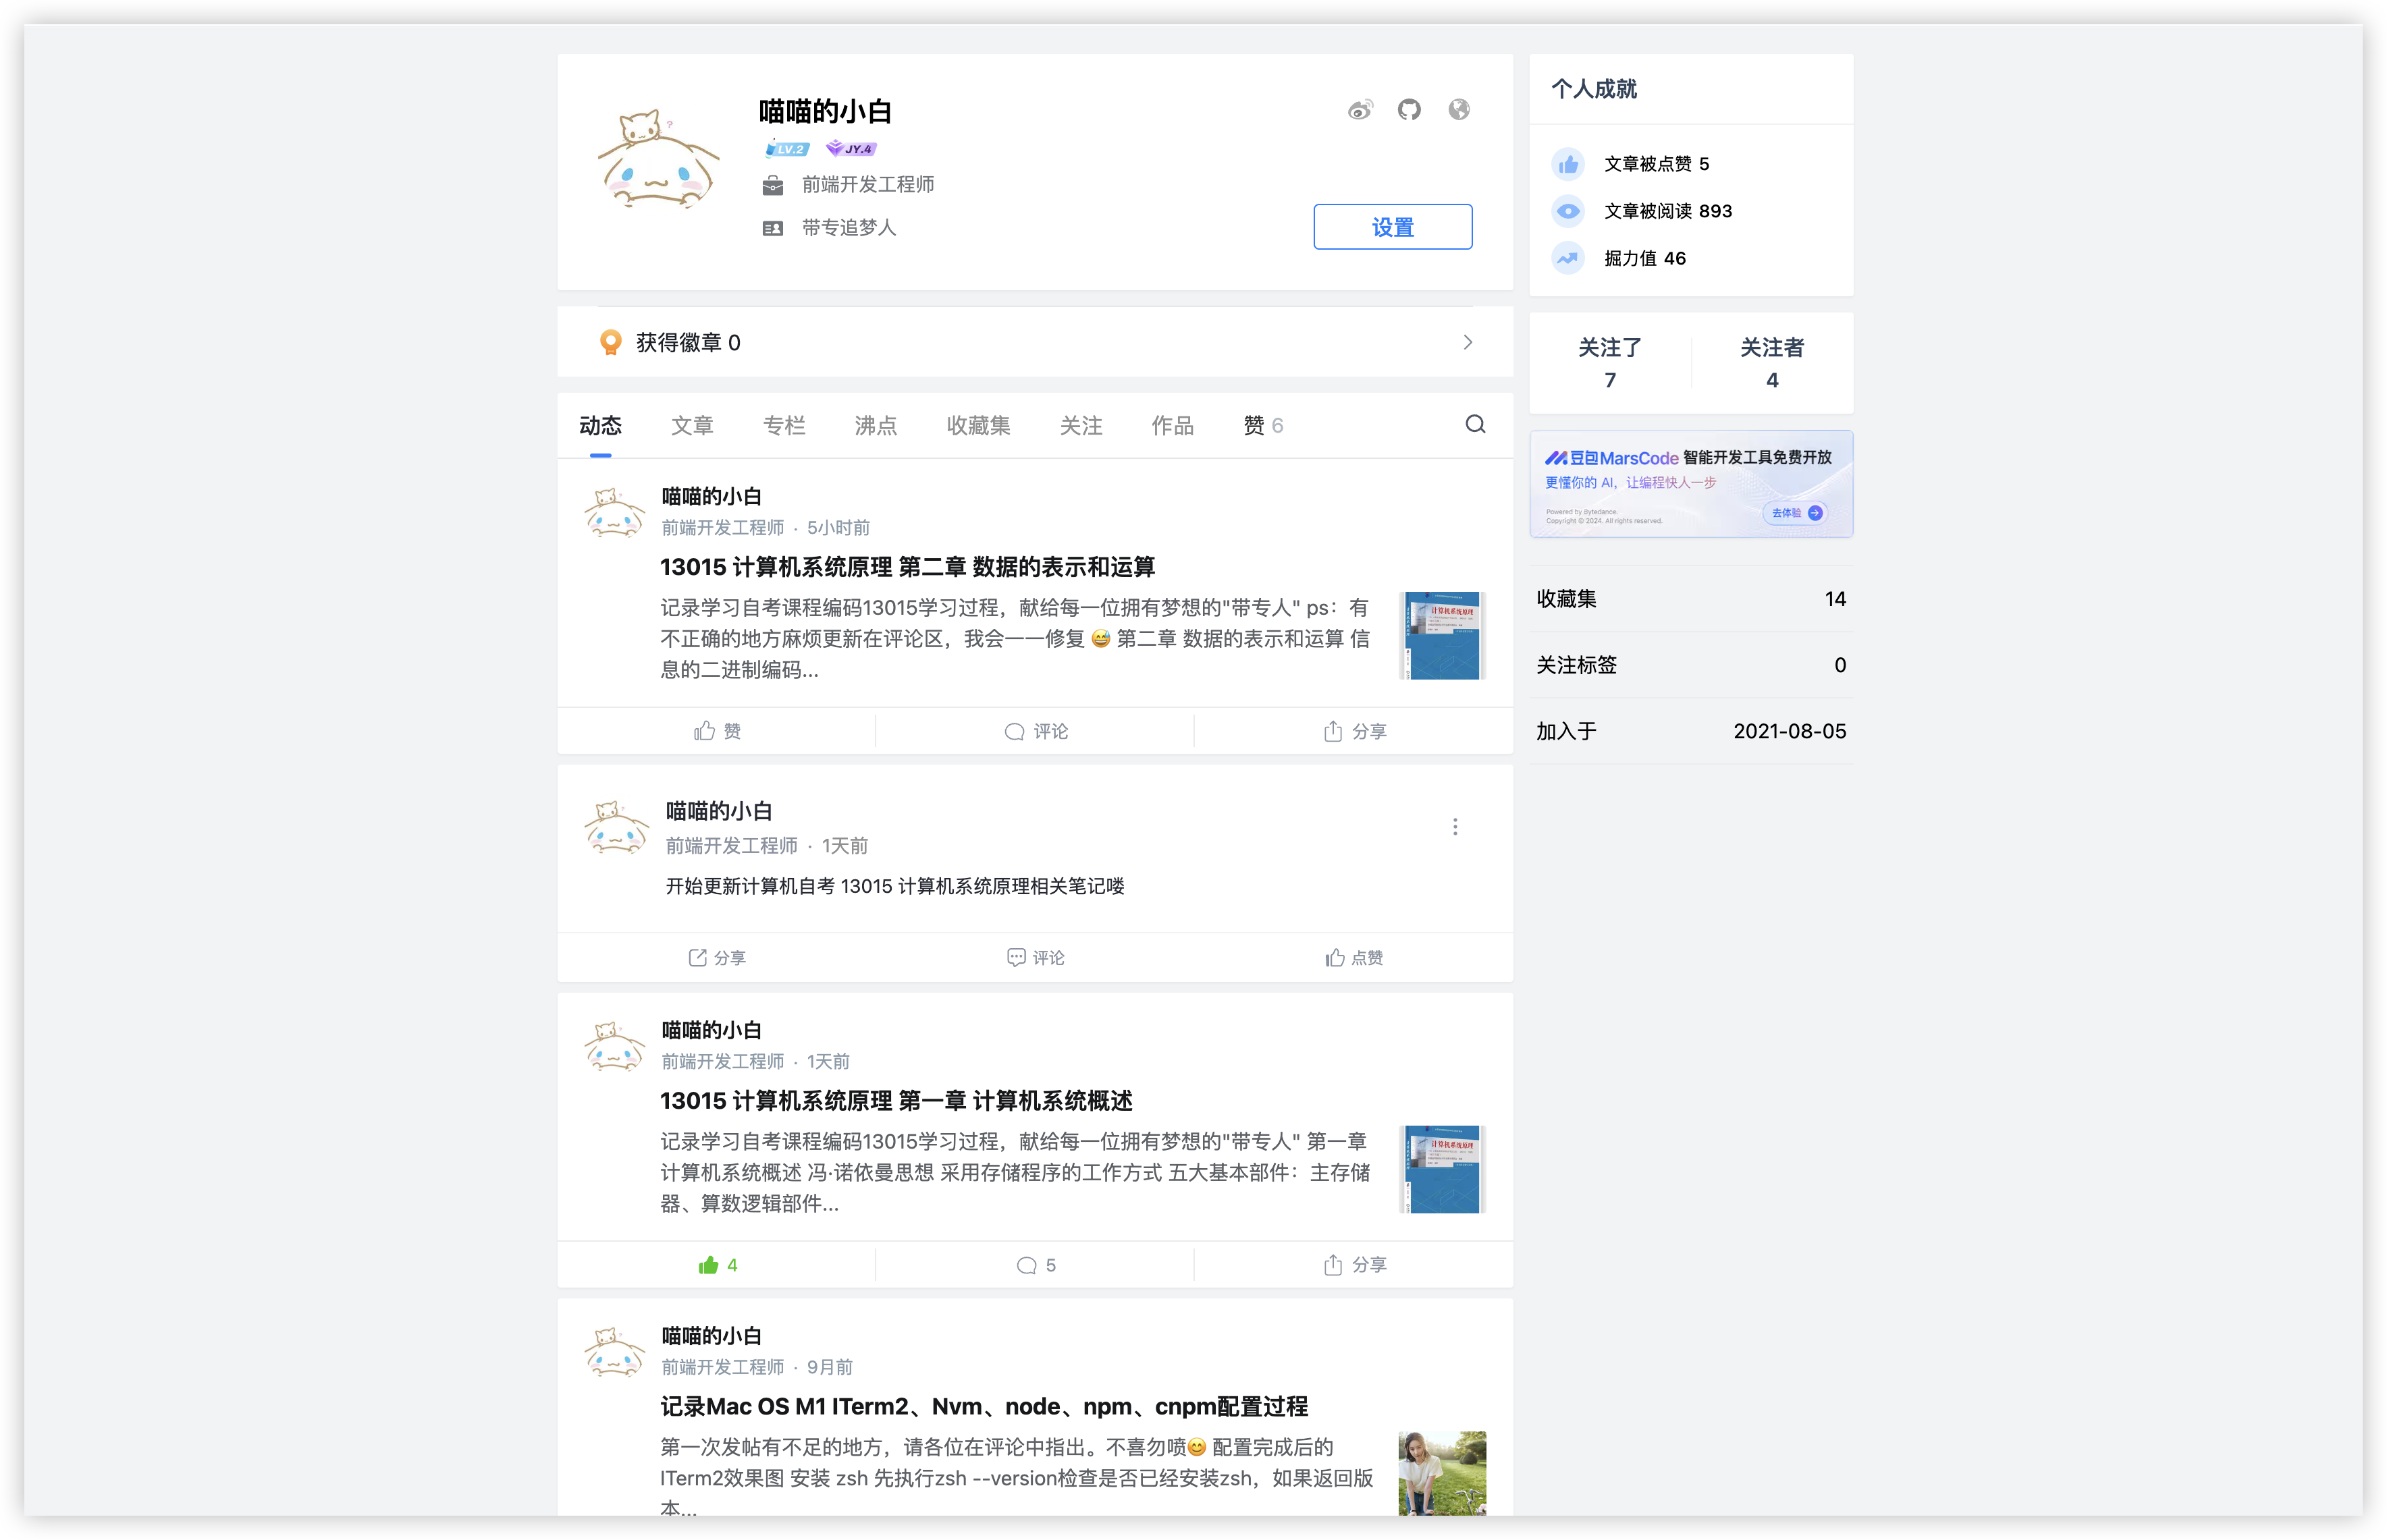 喵喵的小白
LV.2 JY.4
前端开发工程师
带专追梦人
设置
获得徽章 0
动态 文章 专栏 沸点 收藏集 关注 作品 赞 6
喵喵的小白
前端开发工程师 · 5小时前
13015 计算机系统原理 第二章 数据的表示和运算
记录学习自考课程编码13015学习过程，献给每一位拥有梦想的"带专人" ps：有
不正确的地方麻烦更新在评论区，我会一一修复 😅 第二章 数据的表示和运算 信
息的二进制编码...
计算机系统原理
赞 评论 分享
喵喵的小白
前端开发工程师 · 1天前
开始更新计算机自考 13015 计算机系统原理相关笔记喽
分享 评论 点赞
喵喵的小白
前端开发工程师 · 1天前
13015 计算机系统原理 第一章 计算机系统概述
记录学习自考课程编码13015学习过程，献给每一位拥有梦想的"带专人" 第一章
计算机系统概述 冯·诺依曼思想 采用存储程序的工作方式 五大基本部件：主存储
器、算数逻辑部件...
计算机系统原理
4 5 分享
喵喵的小白
前端开发工程师 · 9月前
记录Mac OS M1 ITerm2、Nvm、node、npm、cnpm配置过程
第一次发帖有不足的地方，请各位在评论中指出。不喜勿喷😊 配置完成后的
ITerm2效果图 安装 zsh 先执行zsh --version检查是否已经安装zsh，如果返回版
本...
个人成就
文章被点赞 5
文章被阅读 893
掘力值 46
关注了 关注者
7 4
豆包MarsCode 智能开发工具免费开放
更懂你的 AI，让编程快人一步
Powered by Bytedance.
Copyright © 2024. All rights reserved.
去体验
收藏集 14
关注标签 0
加入于 2021-08-05